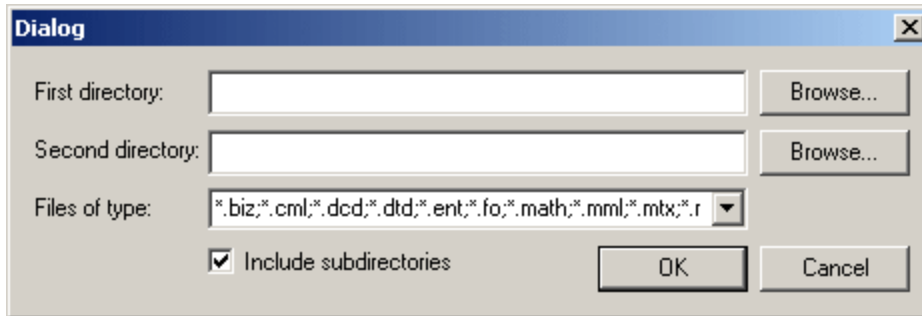 Dialog
First directory: Browse...
Second directory: Browse...
Files of type: *.biz;*.cml;*.dcd;*.dtd;*.ent;*.fo;*.math;*.mml;*.mtx;*.r
Include subdirectories OK Cancel